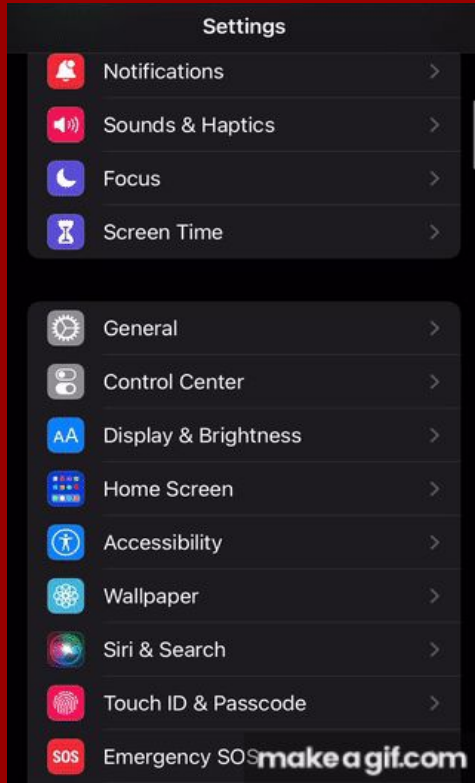 Settings
Notifications
Sounds & Haptics
Focus
Screen Time
General
Control Center
AA Display & Brightness
Home Screen
Accessibility
Wallpaper
Siri & Search
Touch ID & Passcode
SOS Emergency SOS
makeagif.com